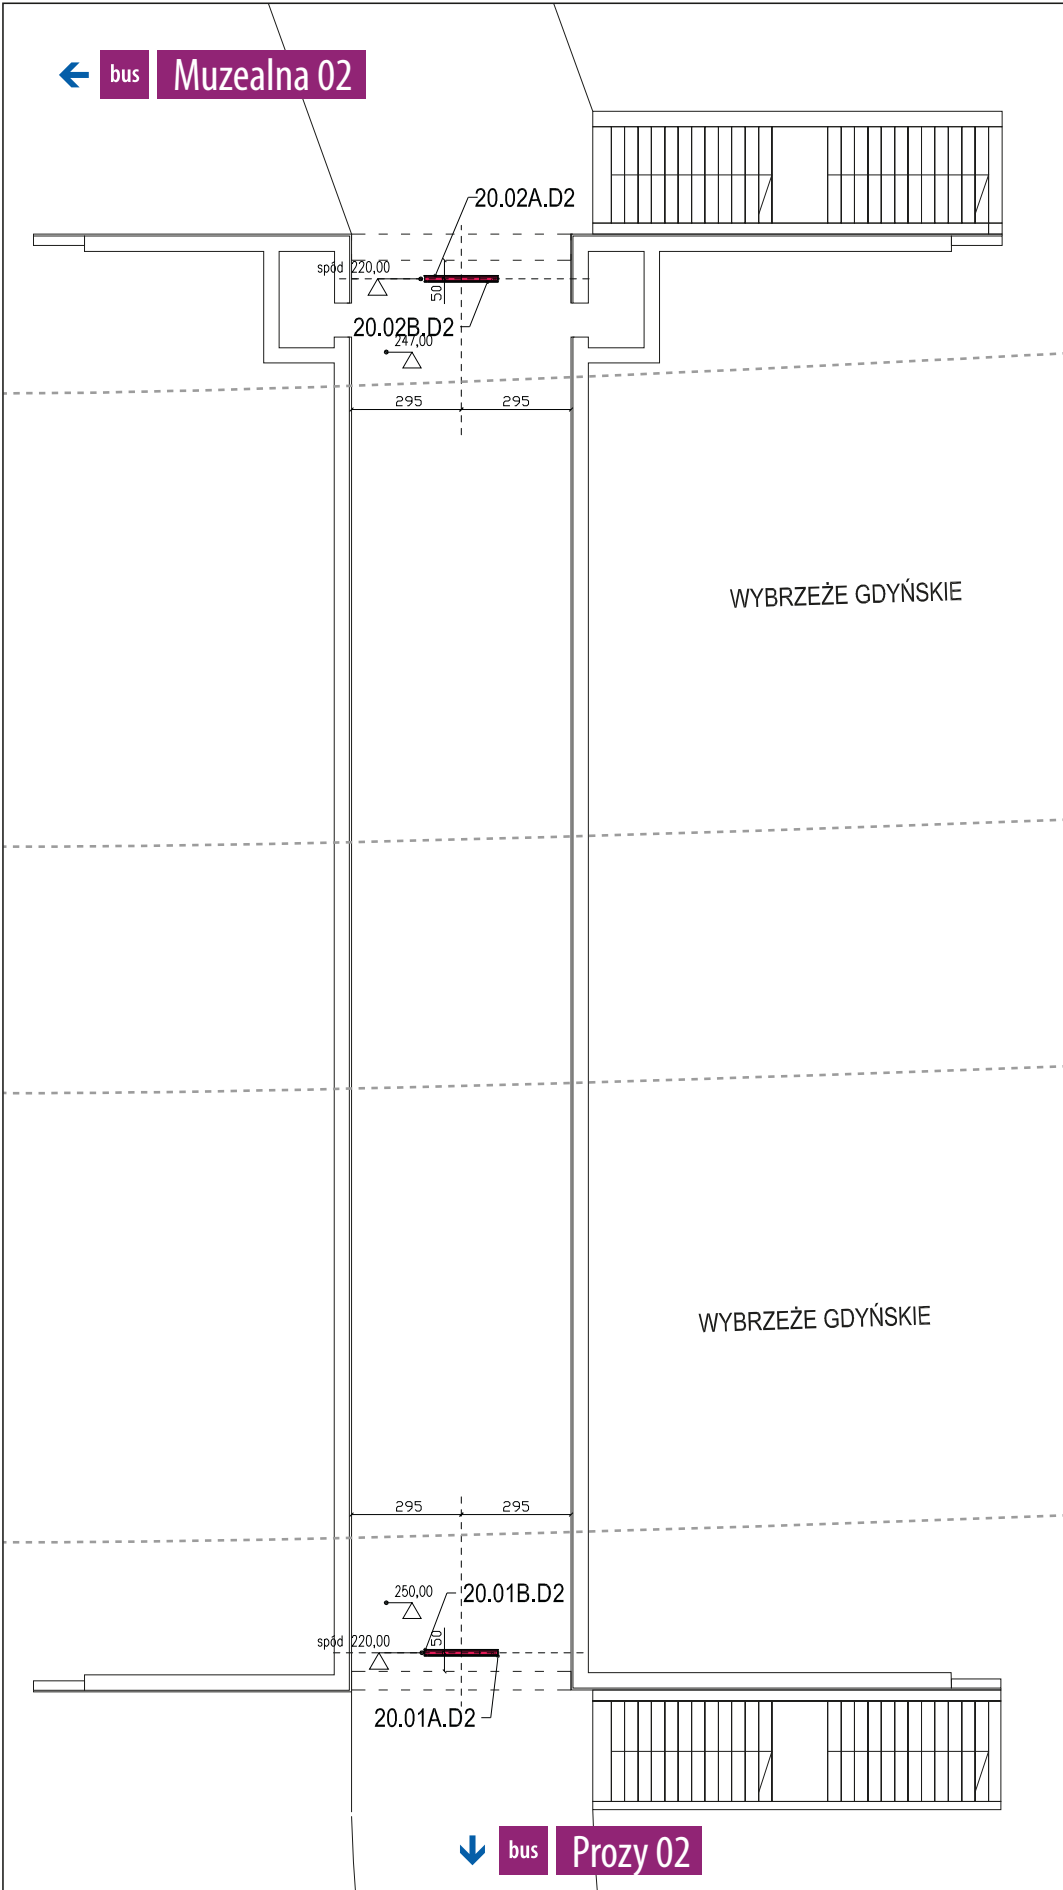 bus Muzealna 02
20.02A.D2
spód 220,00
50
20.02B.D2
247,00
295 295
WYBRZEŻE GDYŃSKIE
WYBRZEŻE GDYŃSKIE
295 295
250,00
20.01B.D2
spód 220,00
50
20.01A.D2
bus Prozy 02